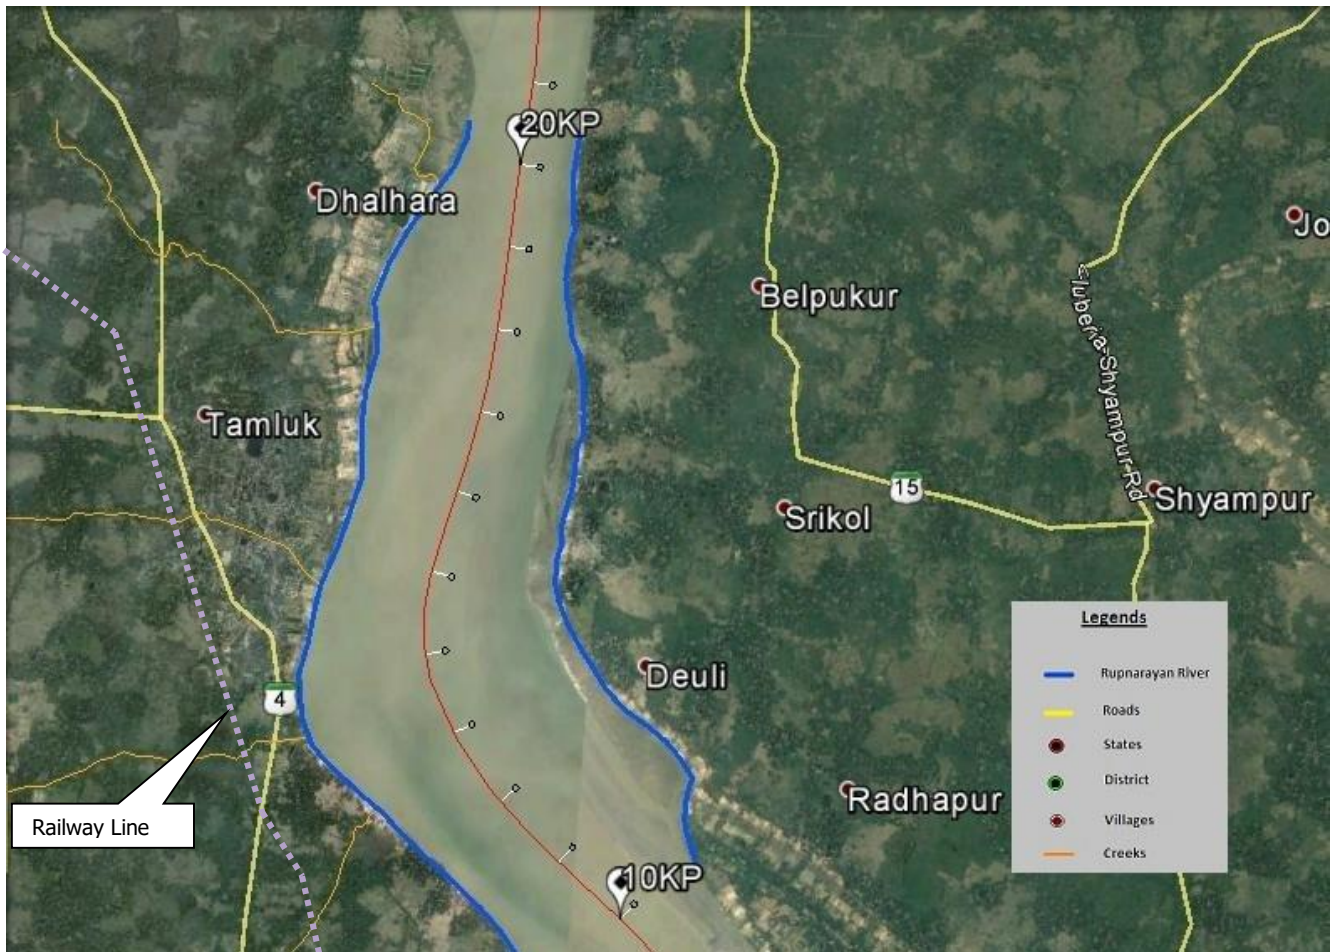 20KP
Dhalhara
Jo
Belpukur
Tamluk
15
Shyampur Rd
Shyampur
Srikol
Legends
Rupnarayan River
Roads
States
District
Villages
Creeks
Deuli
4
Radhapur
Railway Line
10KP